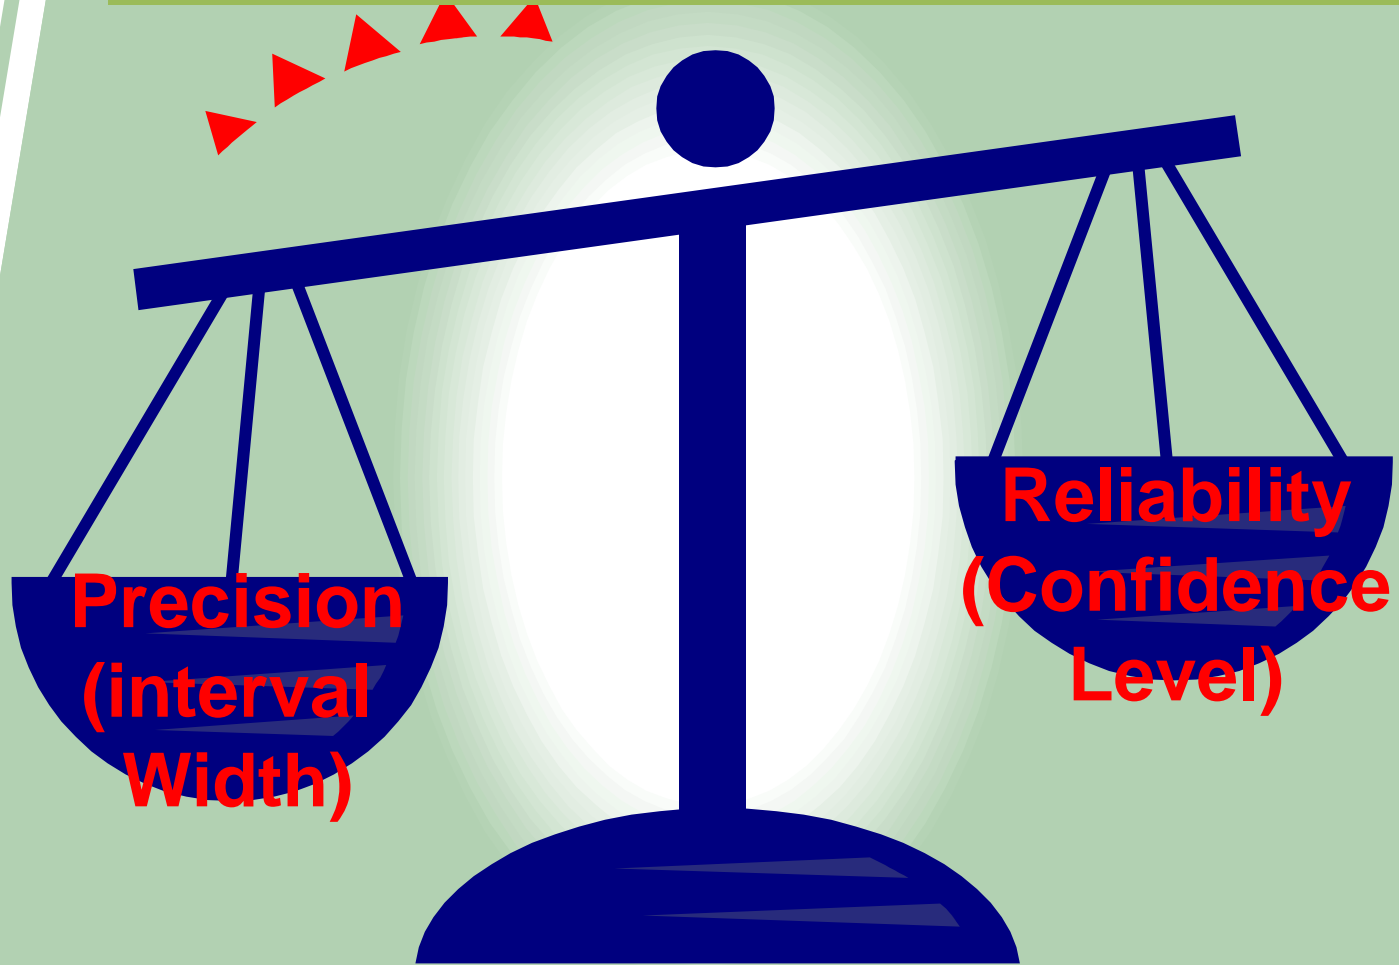 Precision
(interval
Width)
Reliability
(Confidence
Level)